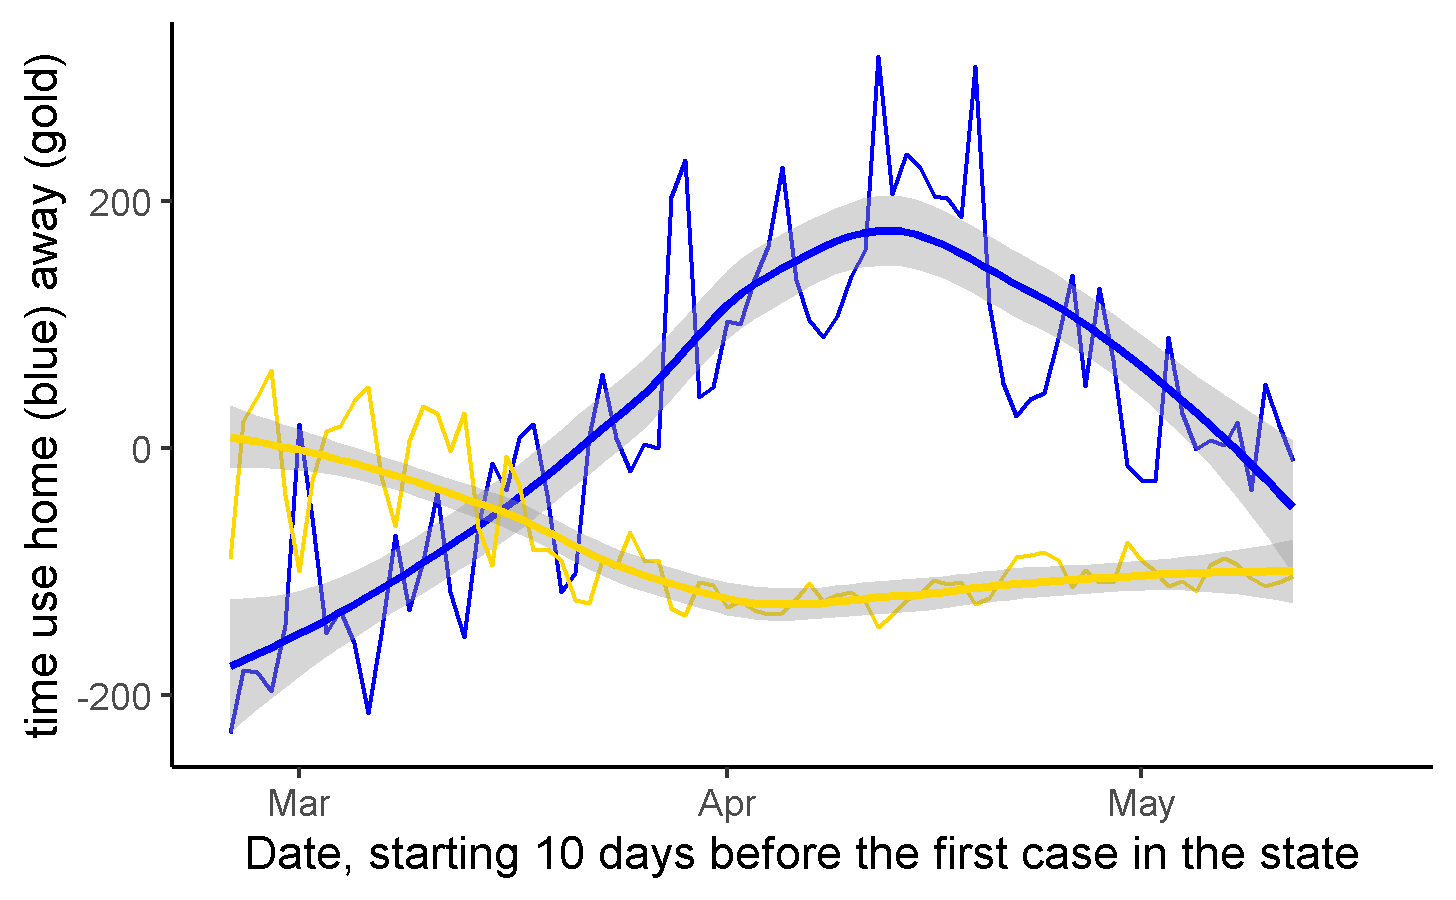 time use home (blue) away (gold)
200
0
-200
Mar
Apr
May
Date, starting 10 days before the first case in the state